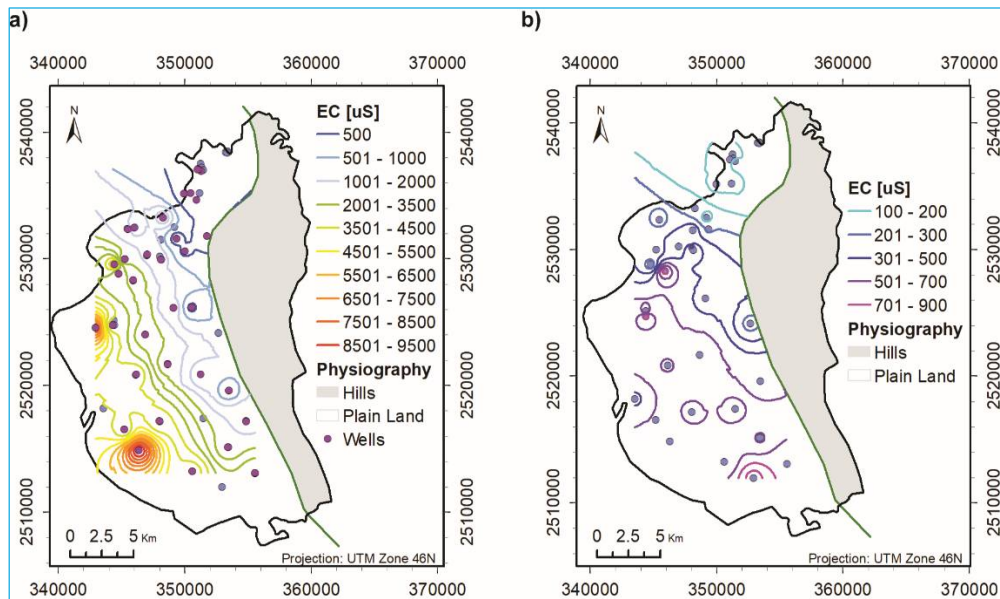 a)
340000 350000 360000 370000
2540000
2530000
2520000
2510000
N
EC [uS]
500
501 - 1000
1001 - 2000
2001 - 3500
3501 - 4500
4501 - 5500
5501 - 6500
6501 - 7500
7501 - 8500
8501 - 9500
Physiography
Hills
Plain Land
Wells
0 2.5 5 Km
Projection: UTM Zone 46N
2540000
2530000
2520000
2510000
340000 350000 360000 370000
b)
340000 350000 360000 370000
2540000
2530000
2520000
2510000
N
EC [uS]
100 - 200
201 - 300
301 - 500
501 - 700
701 - 900
Physiography
Hills
Plain Land
0 2.5 5 Km
Projection: UTM Zone 46N
2540000
2530000
2520000
2510000
340000 350000 360000 370000